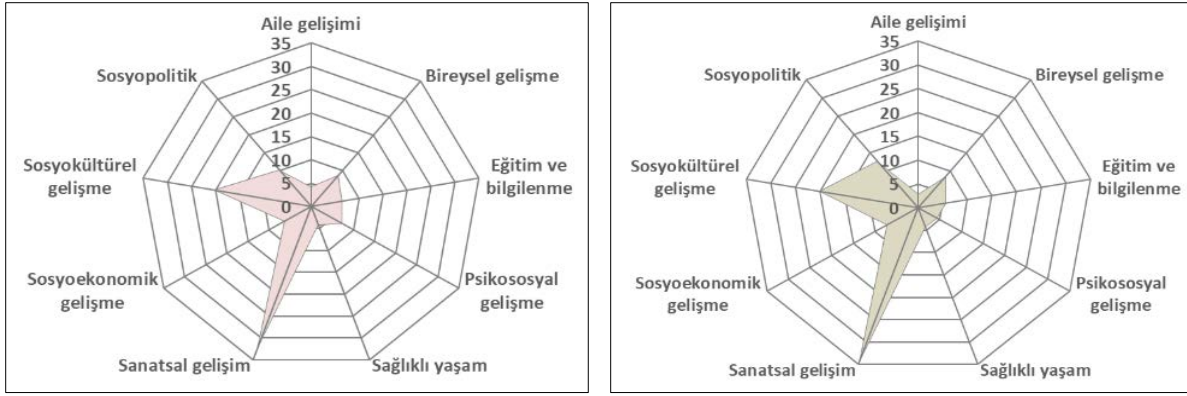 Aile gelişimi
35
30
25
20
15
10
5
0
Bireysel gelişme
Eğitim ve
bilgilenme
Psikososyal
gelişme
Sağlıklı yaşam
Sanatsal gelişim
Sosyoekonomik
gelişme
Sosyokültürel
gelişme
Sosyopolitik
Aile gelişimi
35
30
25
20
15
10
5
0
Bireysel gelişme
Eğitim ve
bilgilenme
Psikososyal
gelişme
Sağlıklı yaşam
Sanatsal gelişim
Sosyoekonomik
gelişme
Sosyokültürel
gelişme
Sosyopolitik